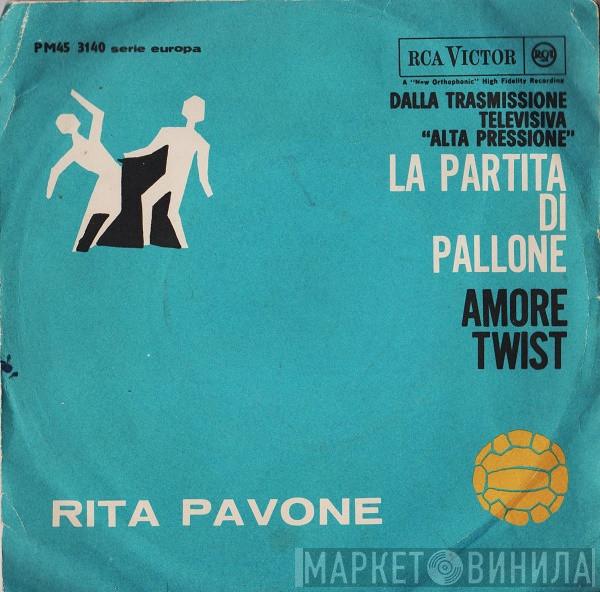 PM45 3140 serie europa
RCA VICTOR
RCA
A "New Orthophonic" High Fidelity Recording
DALLA TRASMISSIONE
TELEVISIVA
"ALTA PRESSIONE"
LA PARTITA
DI
PALLONE
AMORE
TWIST
RITA PAVONE
МАРКЕТ ВИНИЛА